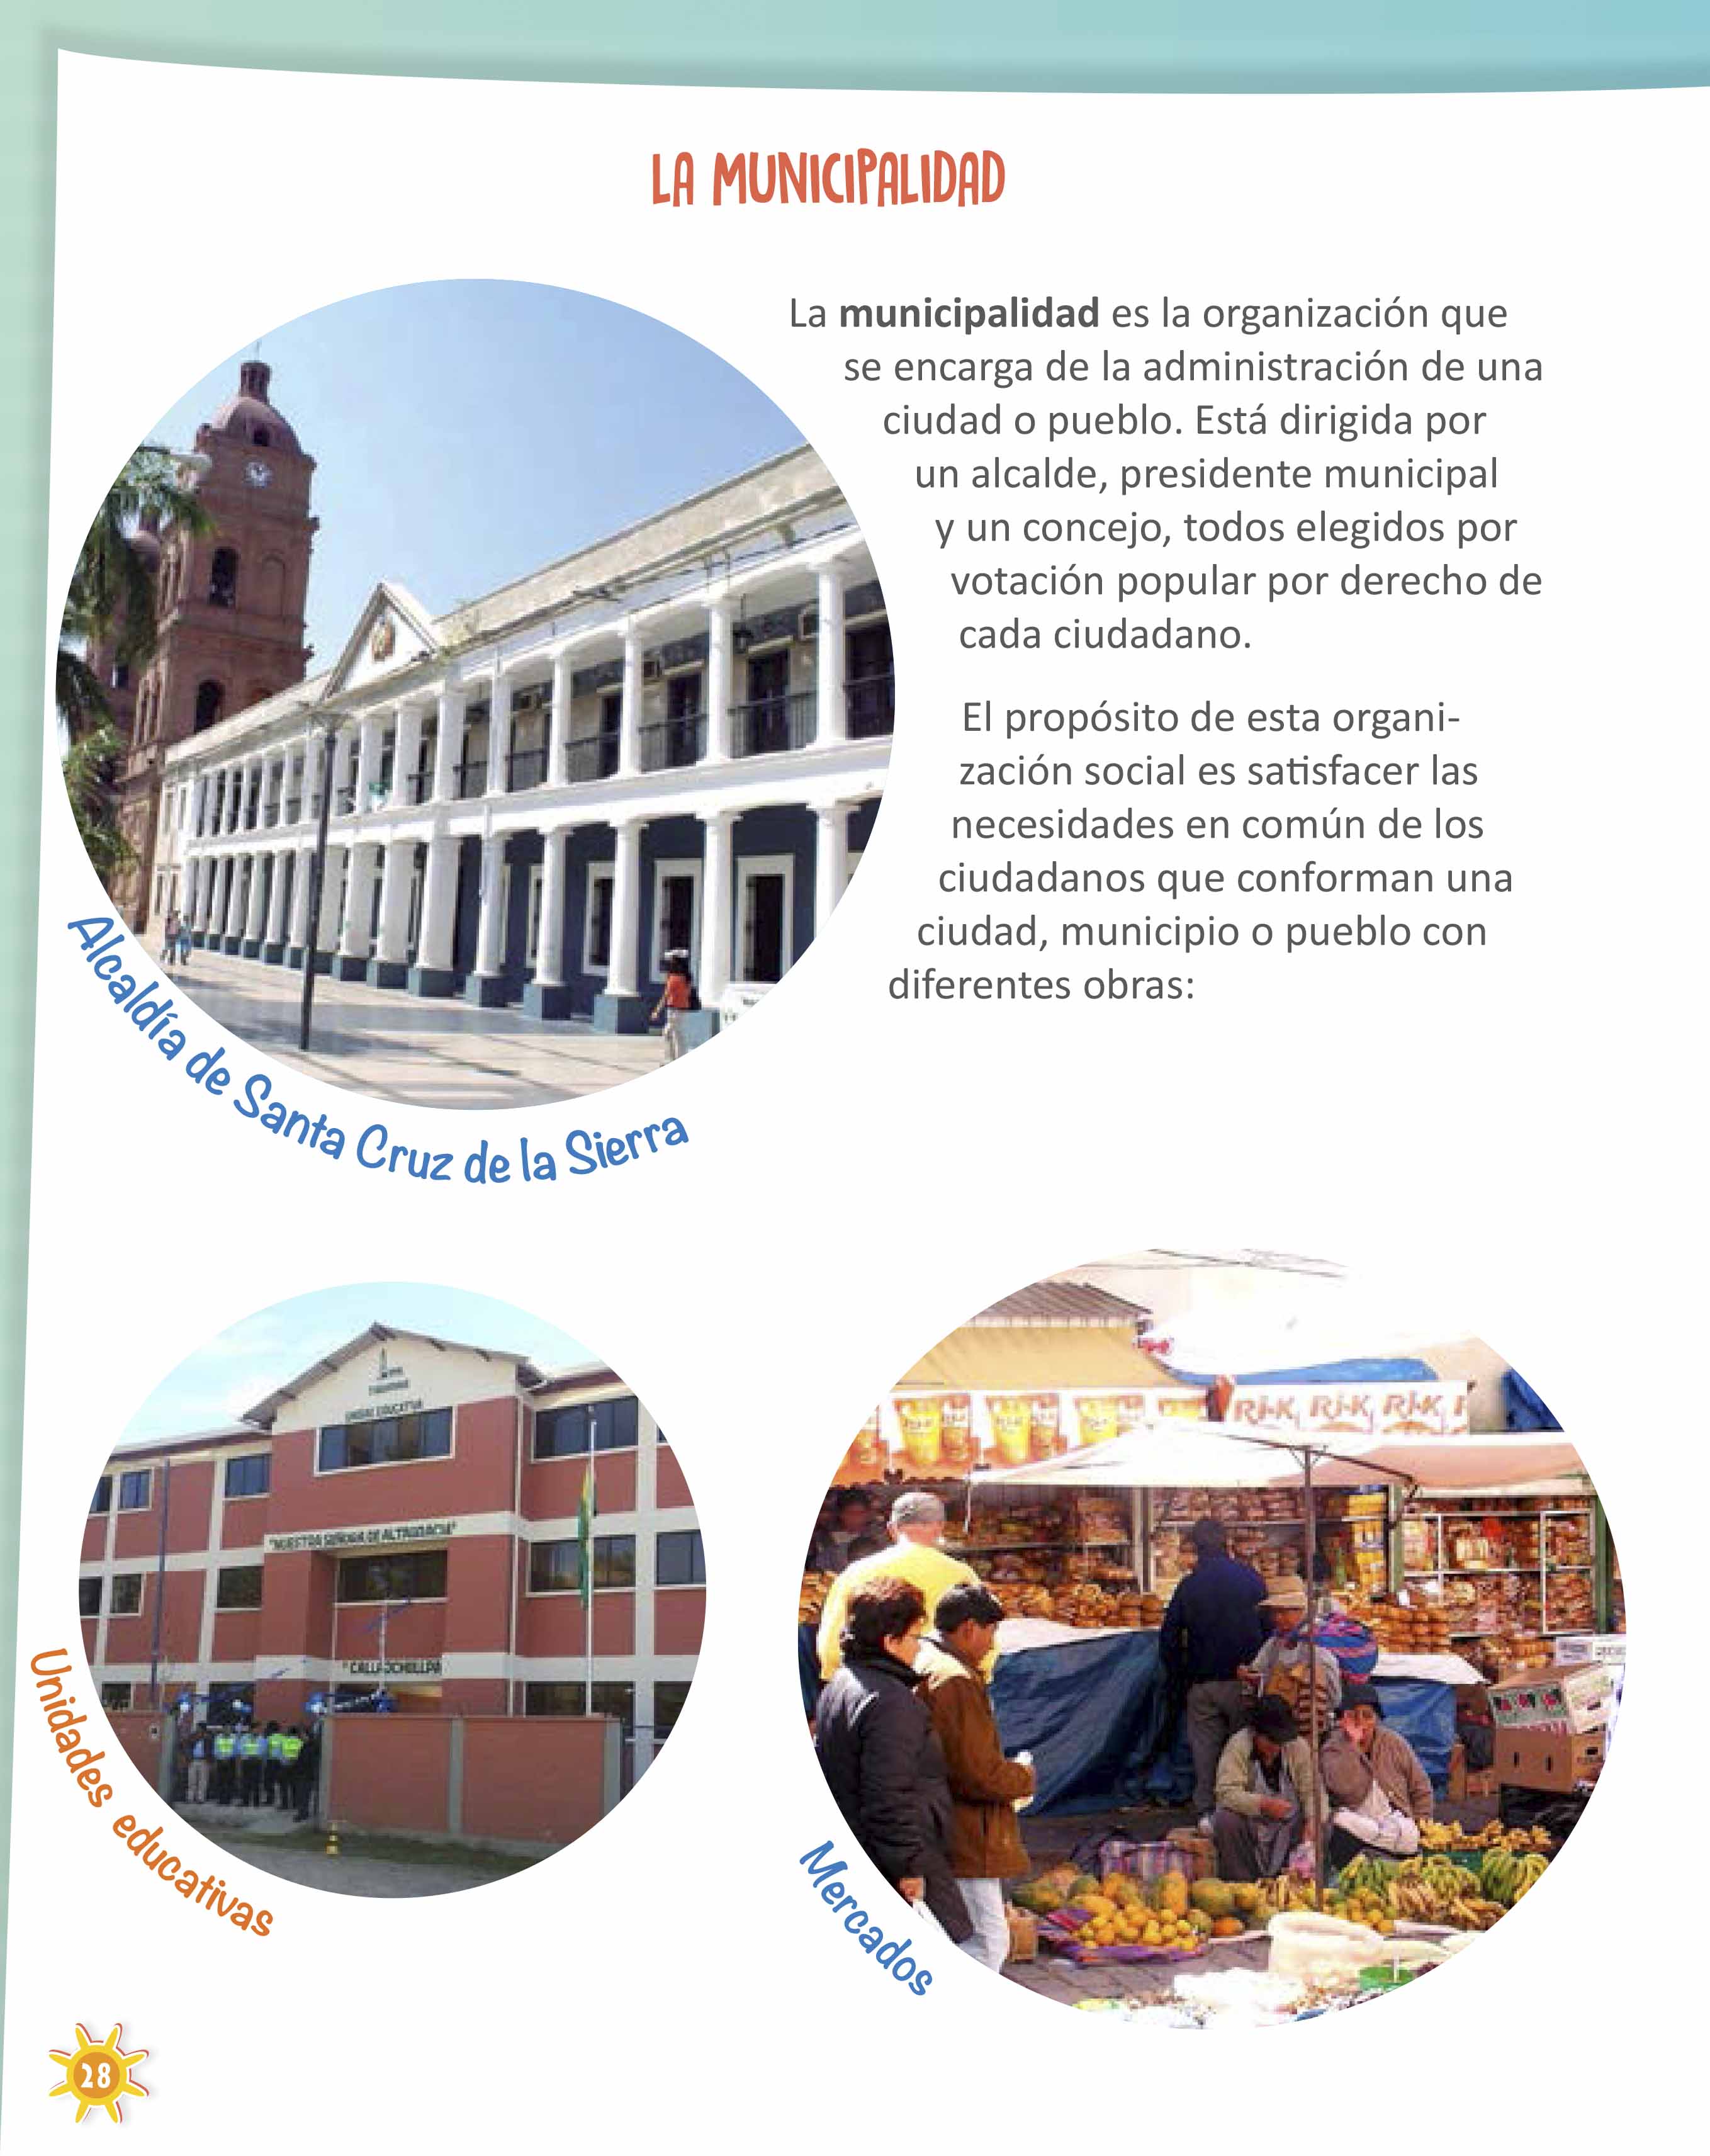 LA MUNICIPALIDAD
La municipalidad es la organización que
se encarga de la administración de una
ciudad o pueblo. Está dirigida por
un alcalde, presidente municipal
y un concejo, todos elegidos por
votación popular por derecho de
cada ciudadano.
El propósito de esta organi-
zación social es satisfacer las
necesidades en común de los
ciudadanos que conforman una
ciudad, municipio o pueblo con
diferentes obras:
Alcaldía de Santa Cruz de la Sierra
UNIDAD EDUCATIVA
"NUESTRA SEÑORA DE ALTAGRACIA"
Unidades educativas
Ri-K Ri-K Ri-K
Mercados
28